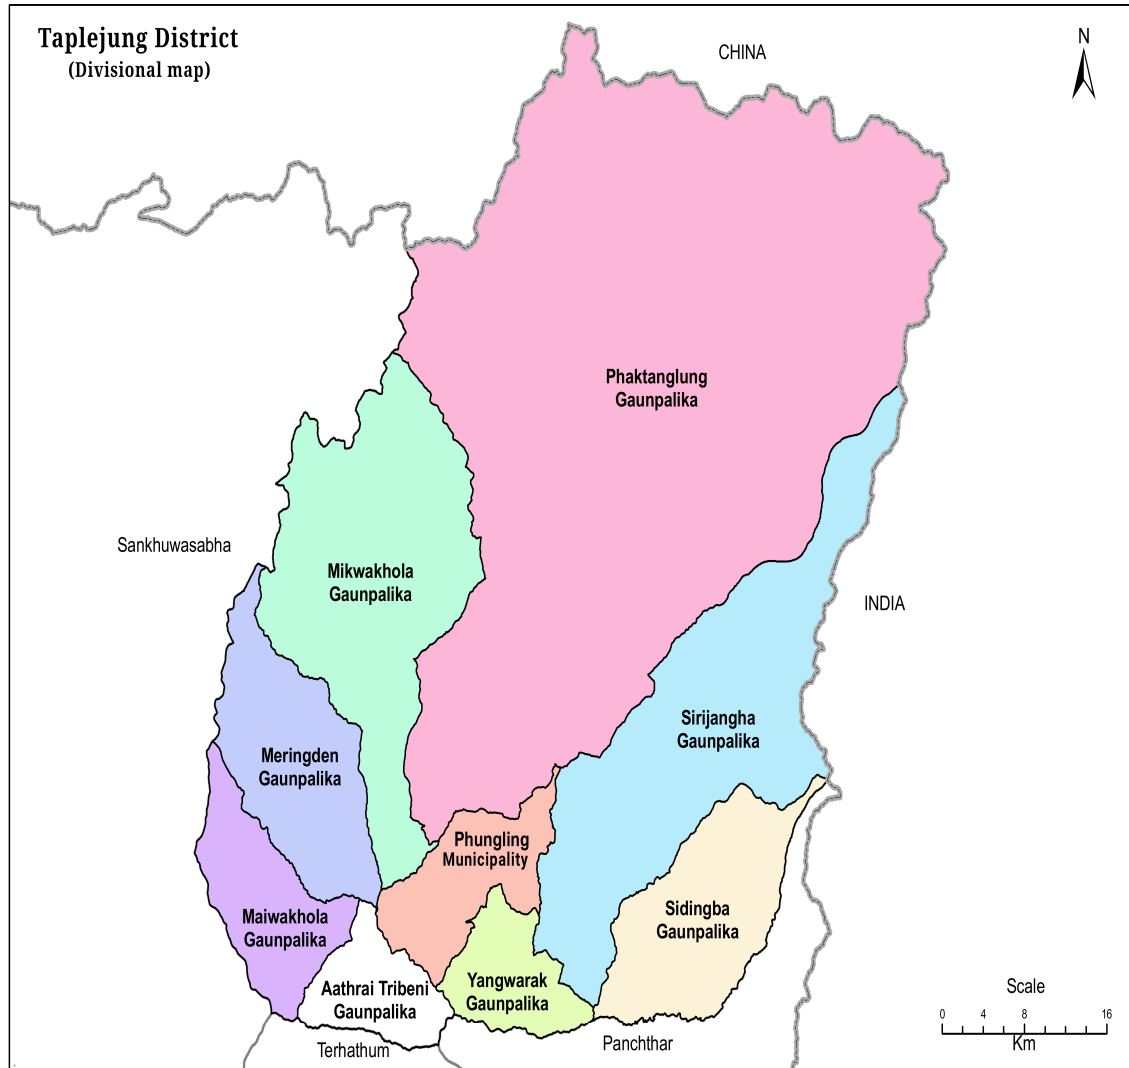 Taplejung District
(Divisional map)
CHINA
N
Phaktanglung
Gaunpalika
Sankhuwasabha
Mikwakhola
Gaunpalika
INDIA
Sirijangha
Gaunpalika
Meringden
Gaunpalika
Phungling
Municipality
Maiwakhola
Gaunpalika
Sidingba
Gaunpalika
Aathrai Tribeni
Gaunpalika
Yangwarak
Gaunpalika
Terhathum
Panchthar
Scale
0 4 8 12 16
Km